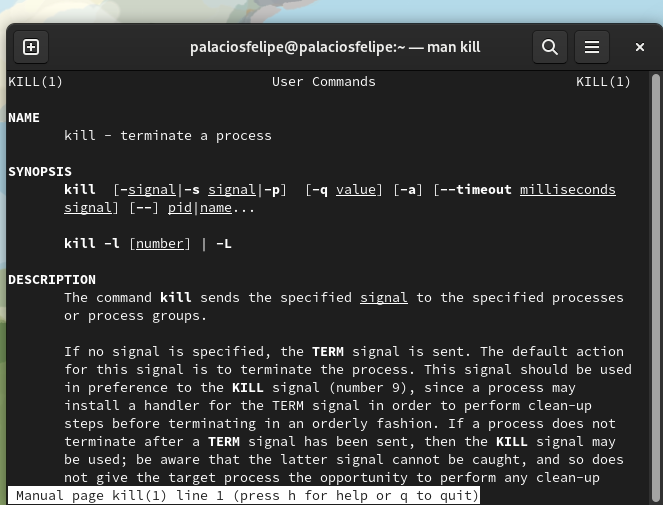 palaciosfelipe@palaciosfelipe:~ — man kill
KILL(1) User Commands KILL(1)
NAME
kill - terminate a process
SYNOPSIS
kill [-signal|-s signal|-p] [-q value] [-a] [--timeout milliseconds
signal] [--] pid|name...
kill -l [number] | -L
DESCRIPTION
The command kill sends the specified signal to the specified processes
or process groups.
If no signal is specified, the TERM signal is sent. The default action
for this signal is to terminate the process. This signal should be used
in preference to the KILL signal (number 9), since a process may
install a handler for the TERM signal in order to perform clean-up
steps before terminating in an orderly fashion. If a process does not
terminate after a TERM signal has been sent, then the KILL signal may
be used; be aware that the latter signal cannot be caught, and so does
not give the target process the opportunity to perform any clean-up
Manual page kill(1) line 1 (press h for help or q to quit)